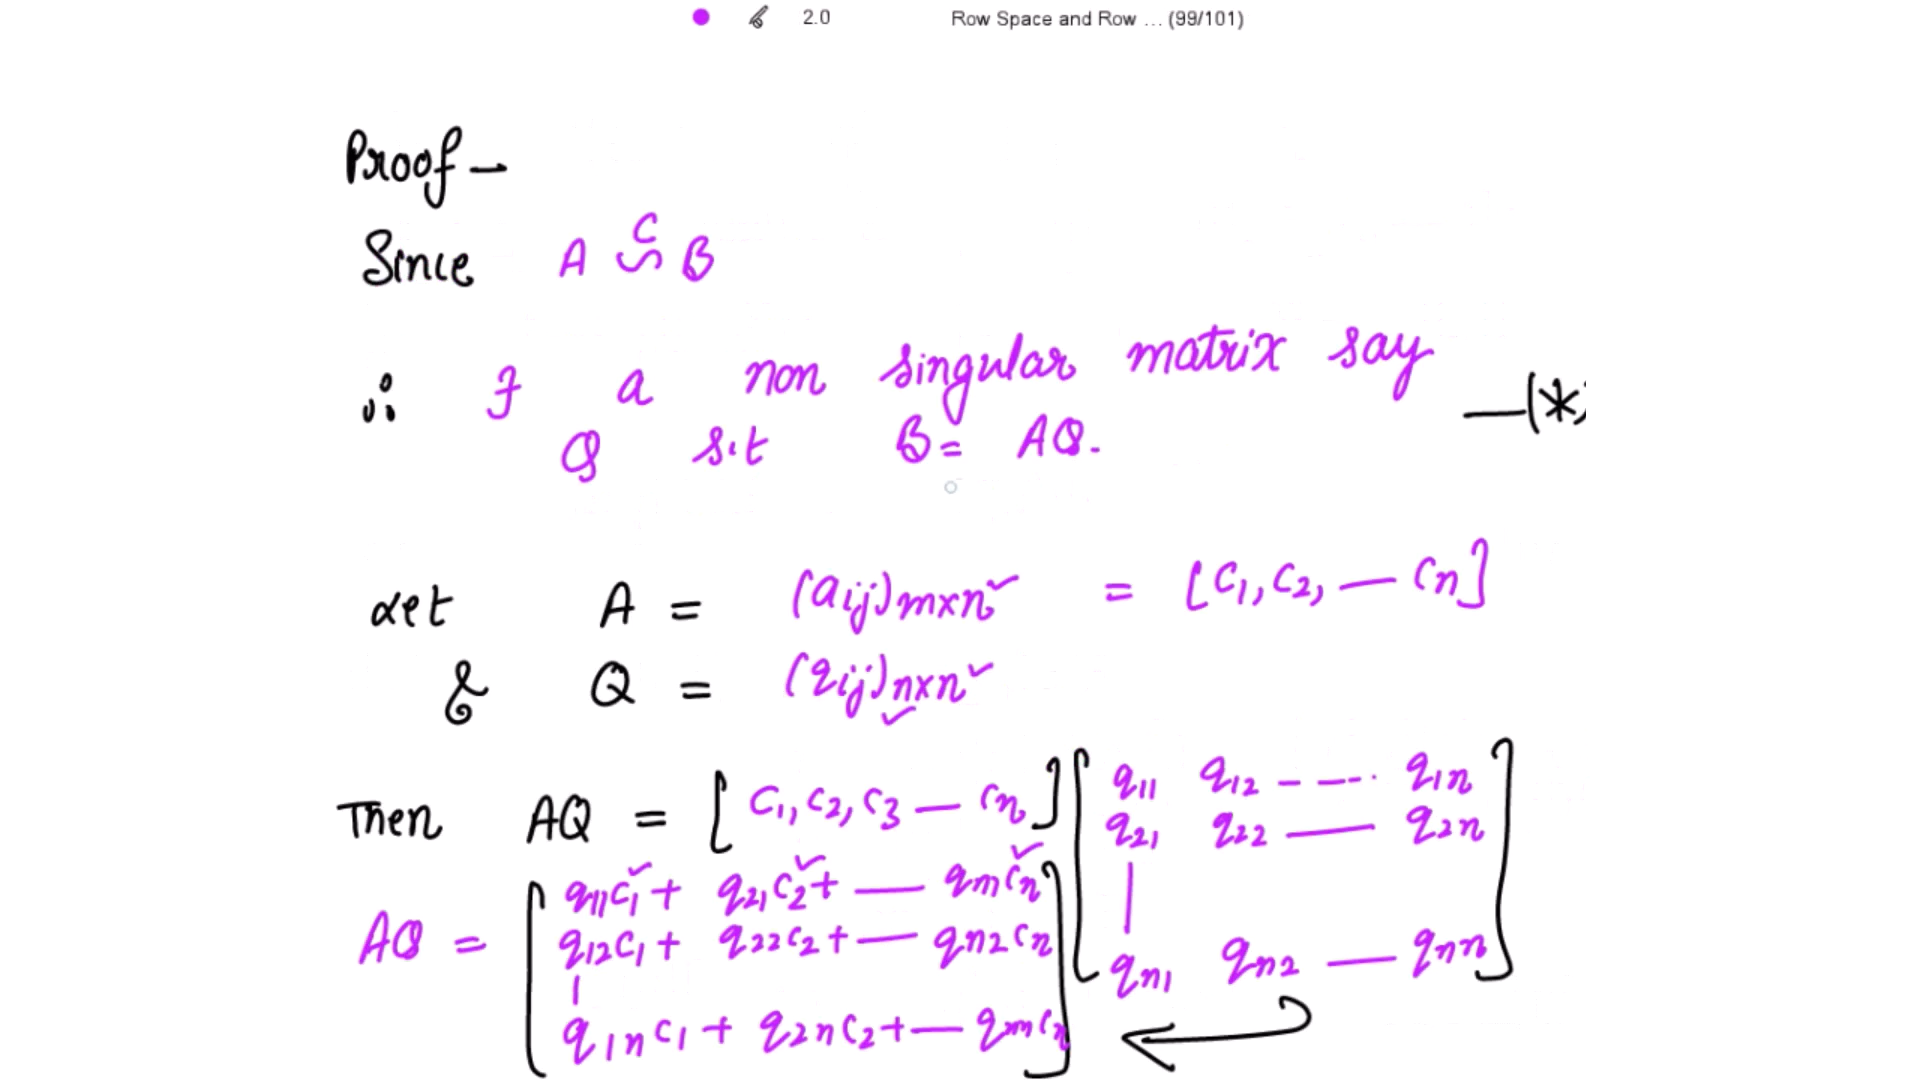 2.0 Row Space and Row ... (99/101)
Proof –
Since A ᔕ^C B
∴ ∃ a non singular matrix say
Q s.t B = AQ. —(*)
Let A = (aij)m×n ✓ = [C1, C2, — Cn]
& Q = (qij)n×n ✓
Then AQ = [C1, C2, C3 — Cn] [q11 q12 - - - - q1n
q21 q22 — q2n
|
qn1 qn2 — qnn]
AQ = [q11C1 + q21C2 + — qn1Cn
q12C1 + q22C2 + — qn2Cn
|
q1nC1 + q2nC2 + — qnnCn]